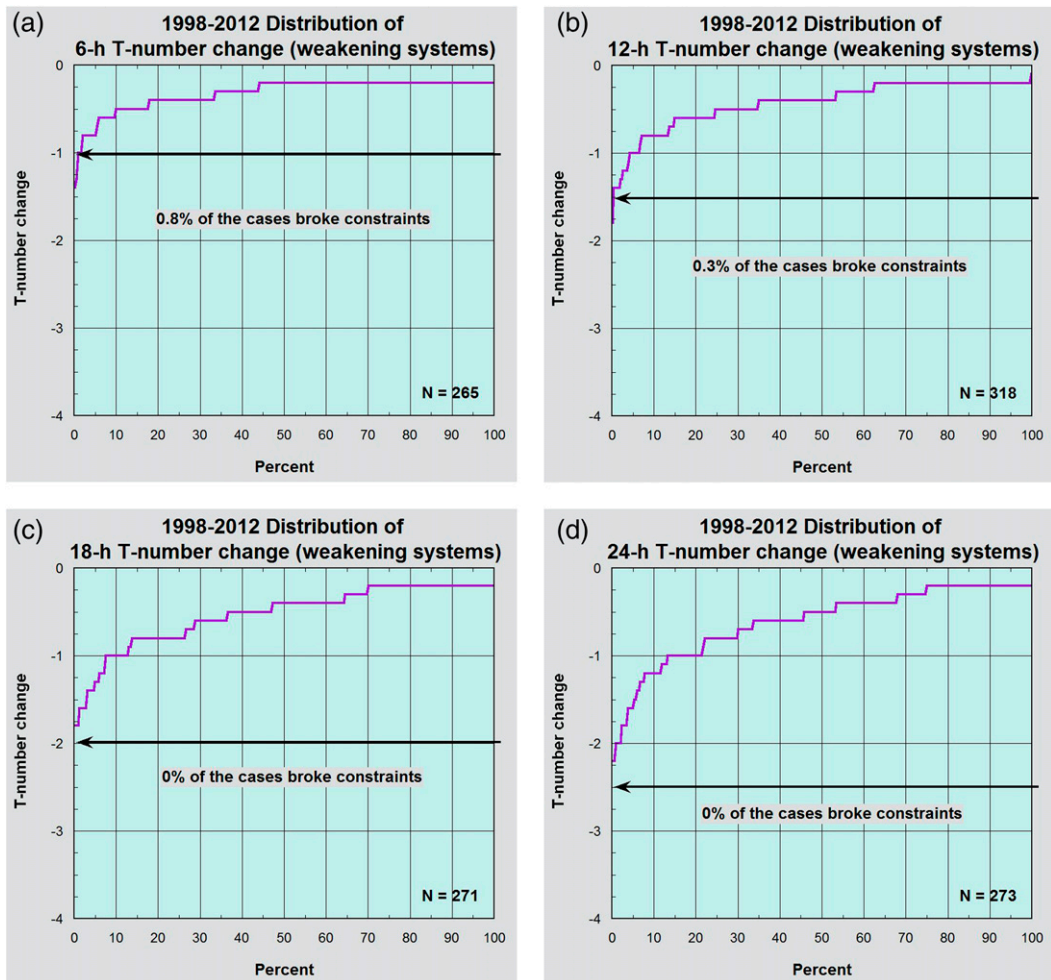 (a)
1998-2012 Distribution of
6-h T-number change (weakening systems)
T-number change
0
-1
-2
-3
-4
0.8% of the cases broke constraints
N = 265
0 10 20 30 40 50 60 70 80 90 100
Percent
(b)
1998-2012 Distribution of
12-h T-number change (weakening systems)
T-number change
0
-1
-2
-3
-4
0.3% of the cases broke constraints
N = 318
0 10 20 30 40 50 60 70 80 90 100
Percent
(c)
1998-2012 Distribution of
18-h T-number change (weakening systems)
T-number change
0
-1
-2
-3
-4
0% of the cases broke constraints
N = 271
0 10 20 30 40 50 60 70 80 90 100
Percent
(d)
1998-2012 Distribution of
24-h T-number change (weakening systems)
T-number change
0
-1
-2
-3
-4
0% of the cases broke constraints
N = 273
0 10 20 30 40 50 60 70 80 90 100
Percent